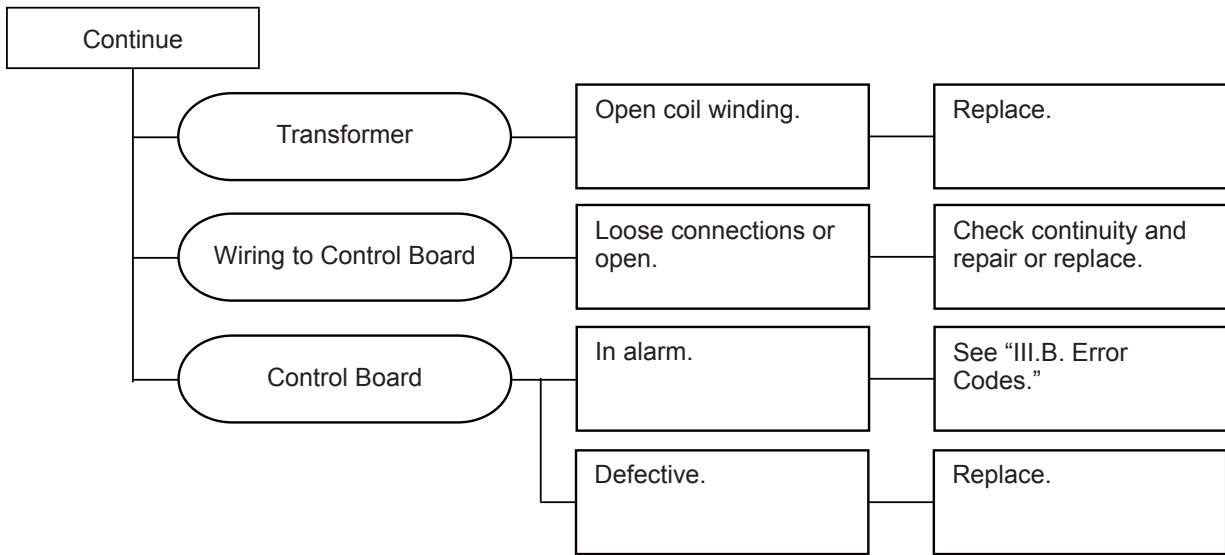 Continue
Transformer
Open coil winding.
Replace.
Wiring to Control Board
Loose connections or
open.
Check continuity and
repair or replace.
Control Board
In alarm.
See “III.B. Error
Codes.”
Defective.
Replace.